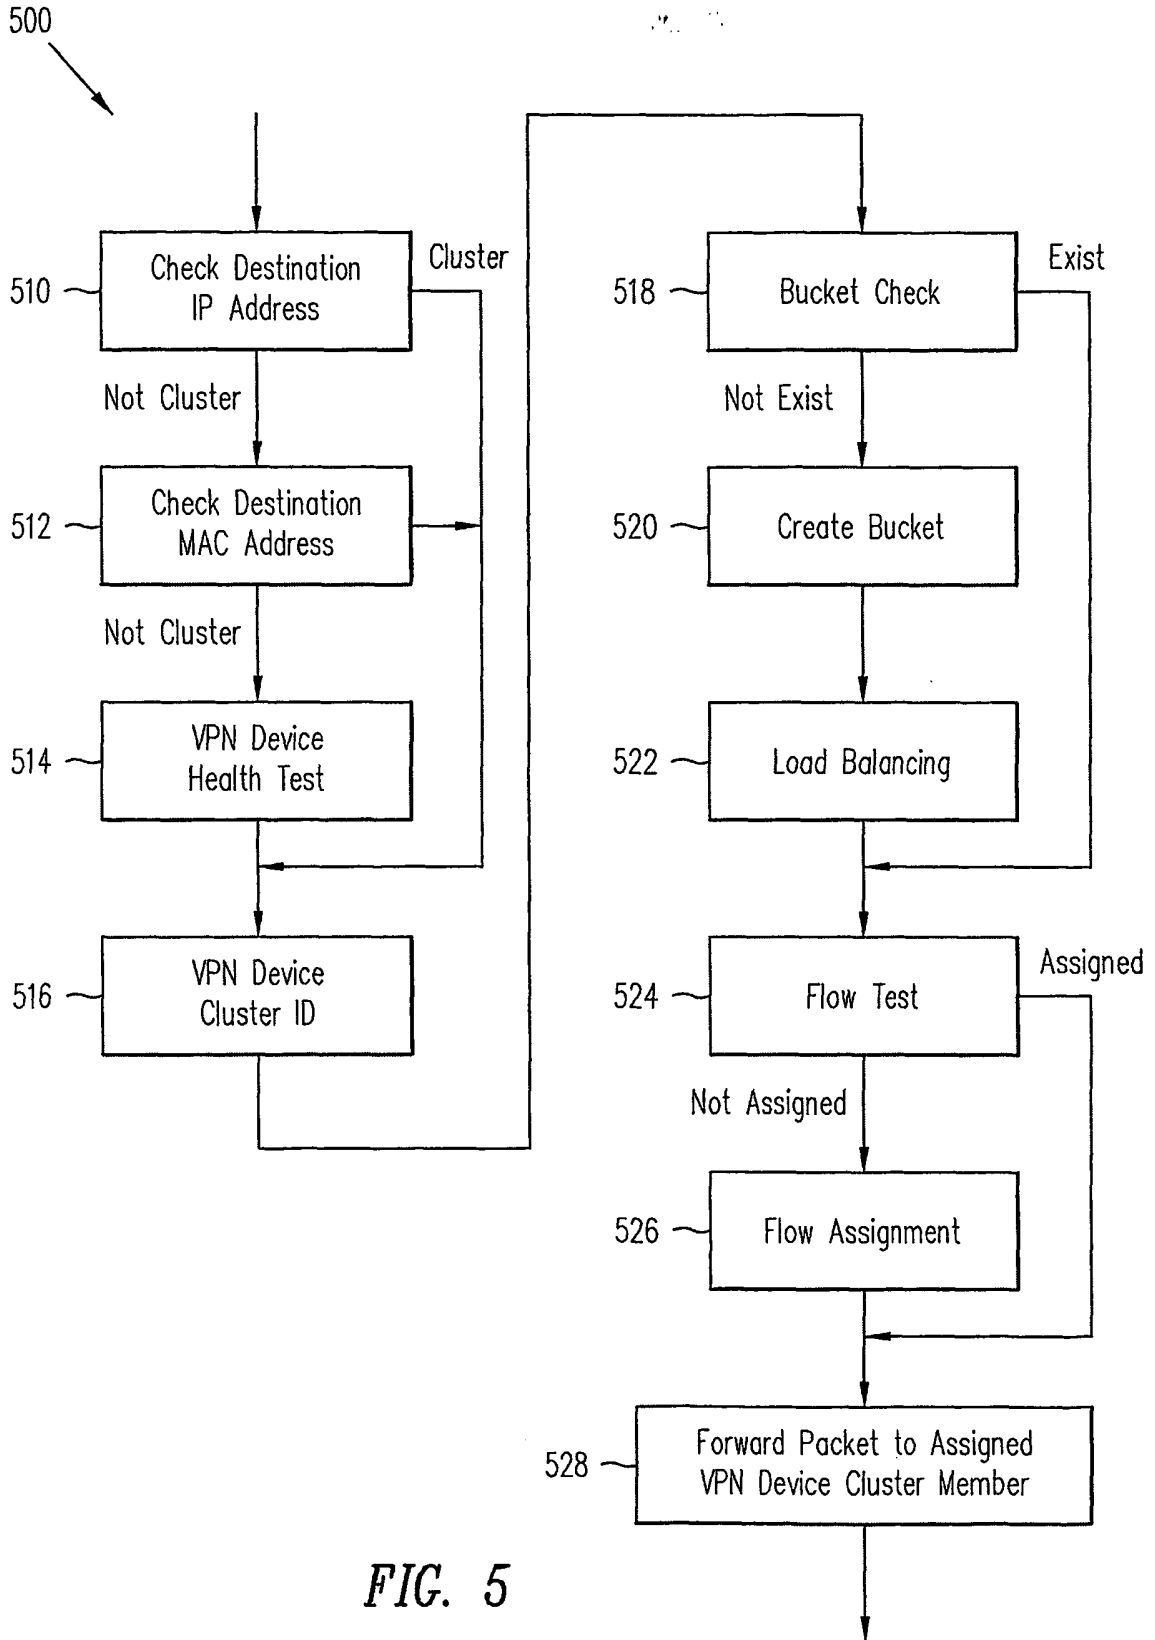 500
Check Destination
IP Address
510
Cluster
Not Cluster
Check Destination
MAC Address
512
Not Cluster
VPN Device
Health Test
514
VPN Device
Cluster ID
516
Bucket Check
518
Exist
Not Exist
Create Bucket
520
Load Balancing
522
Flow Test
524
Assigned
Not Assigned
Flow Assignment
526
Forward Packet to Assigned
VPN Device Cluster Member
528
FIG. 5